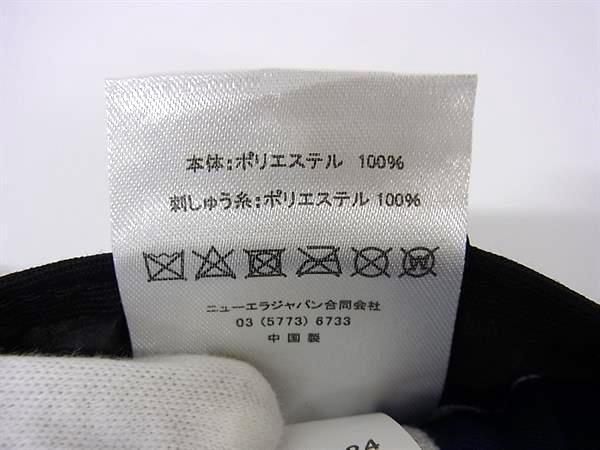 本体:ポリエステル 100%
刺しゅう糸:ポリエステル 100%
W
ニューエラジャパン合同会社
03 (5773) 6733
中国製